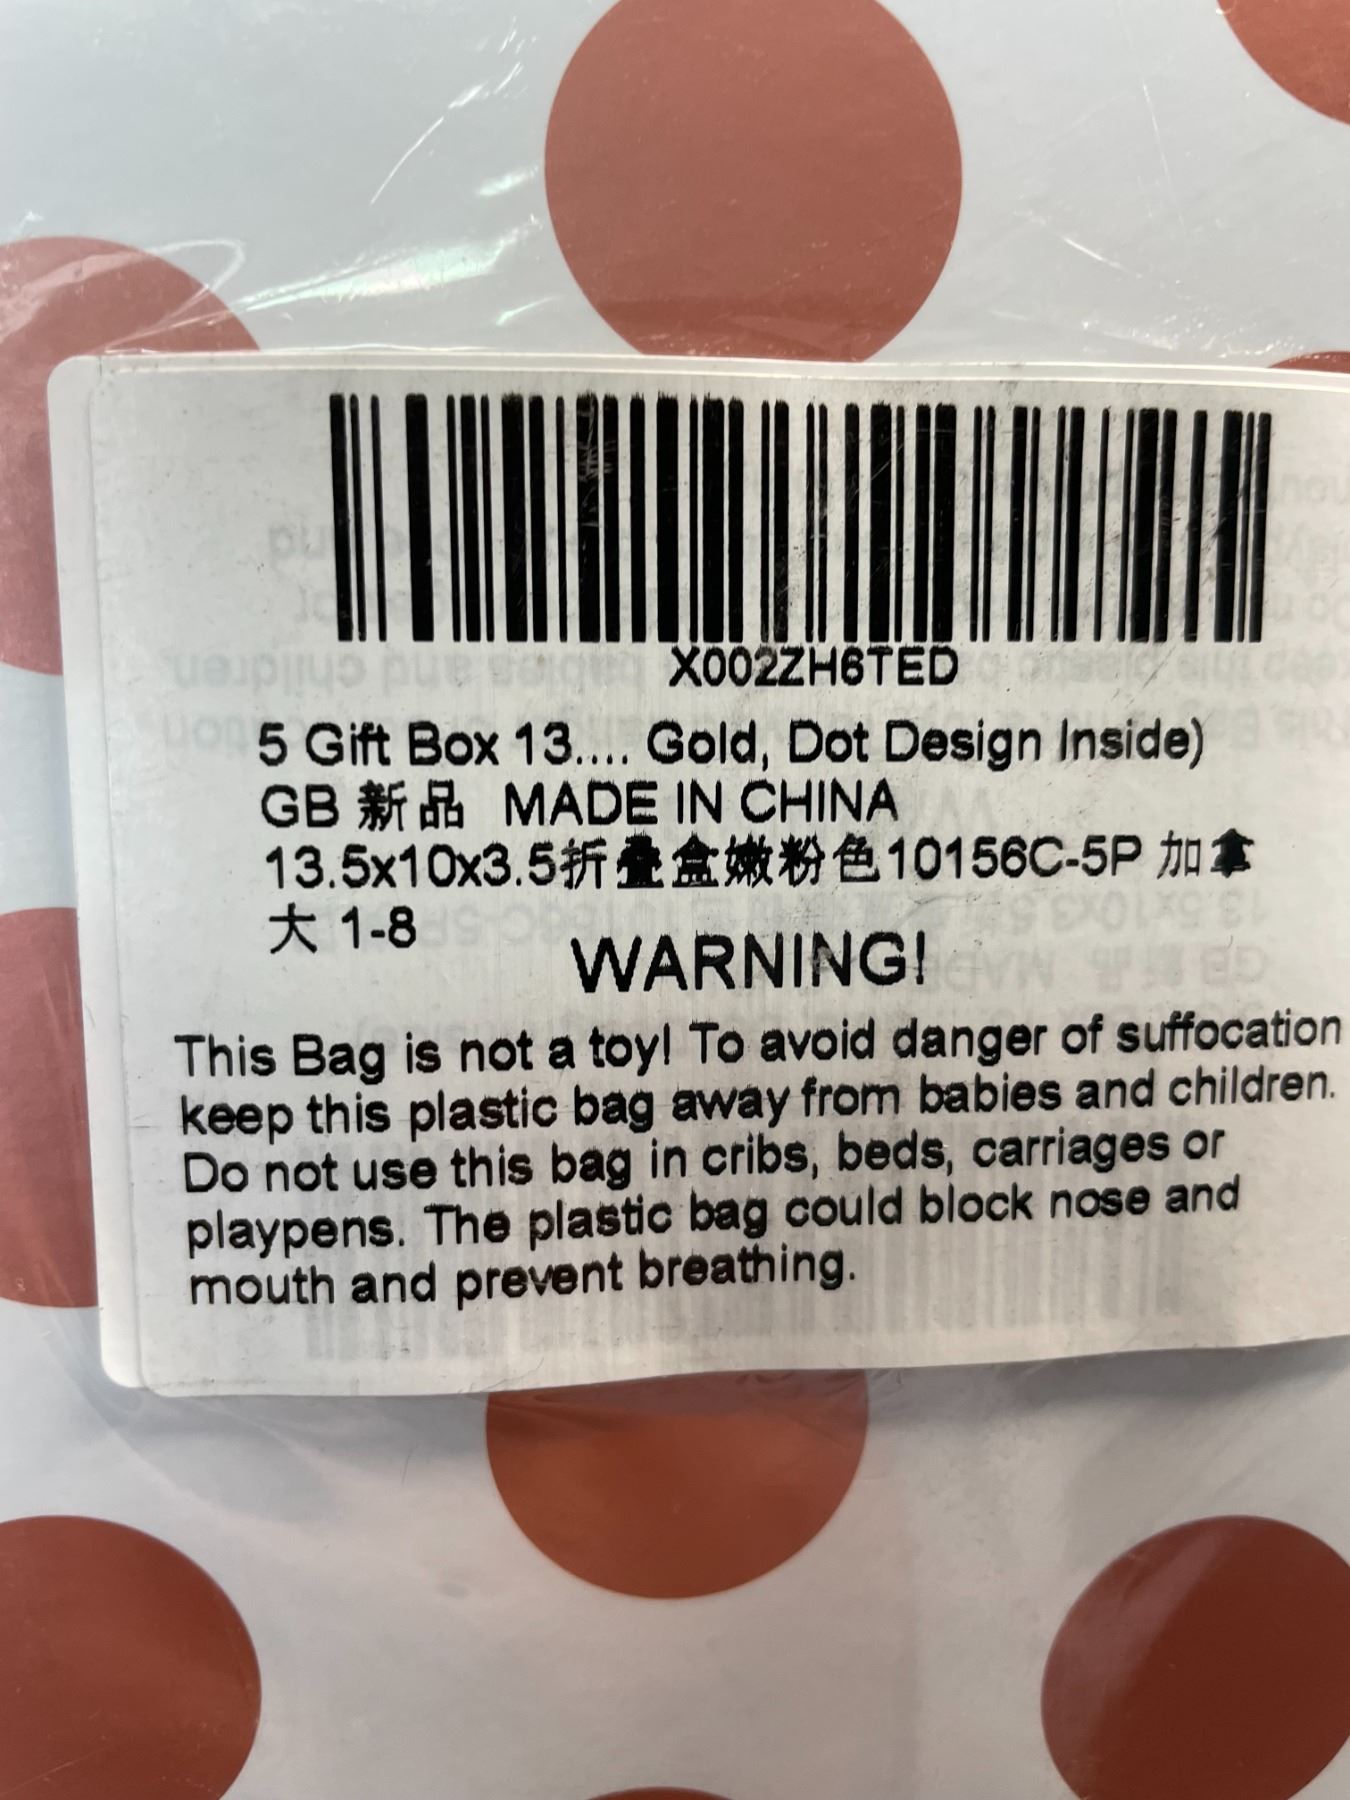 X002ZH6TED
5 Gift Box 13.... Gold, Dot Design Inside)
GB 新品 MADE IN CHINA
13.5x10x3.5折叠盒嫩粉色10156C-5P 加拿
大 1-8
WARNING!
This Bag is not a toy! To avoid danger of suffocation
keep this plastic bag away from babies and children.
Do not use this bag in cribs, beds, carriages or
playpens. The plastic bag could block nose and
mouth and prevent breathing.